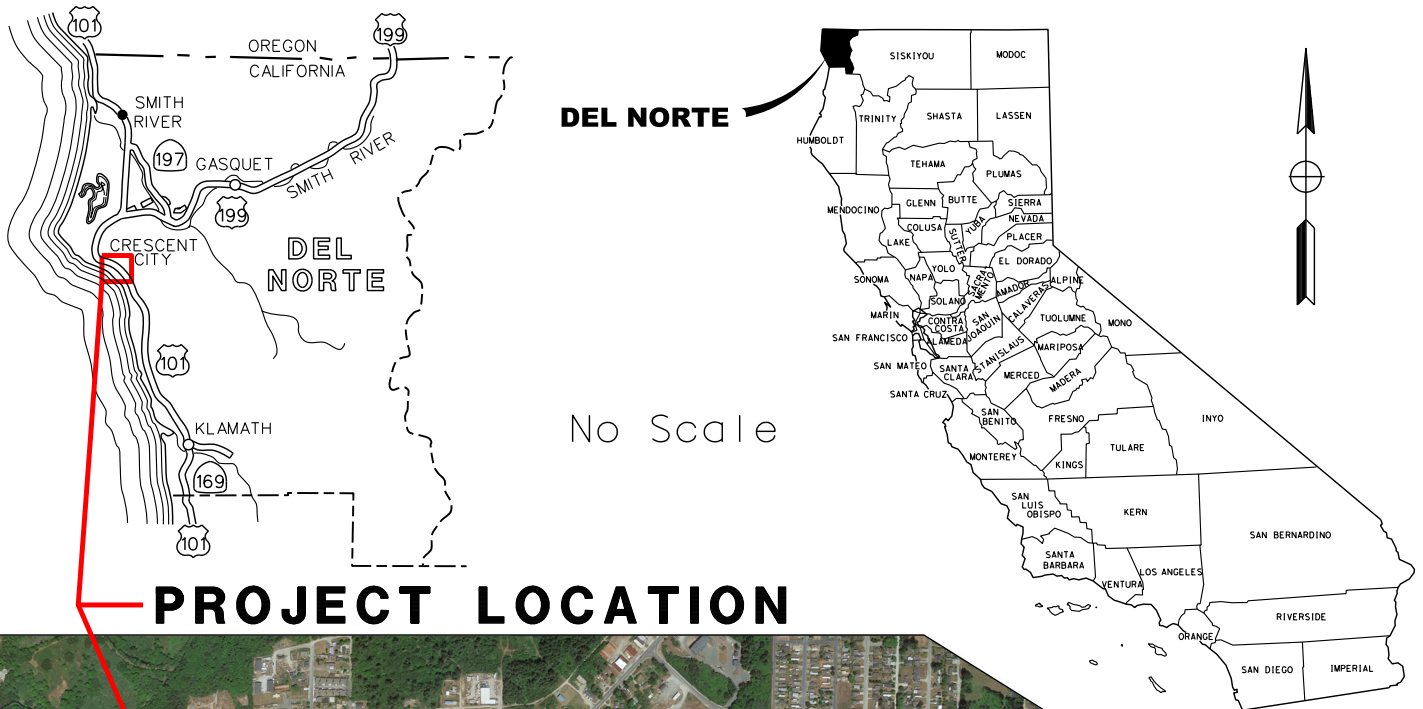 101
199
OREGON
CALIFORNIA
SMITH
RIVER
197
GASQUET
SMITH RIVER
199
CRESCENT
CITY
DEL
NORTE
101
KLAMATH
169
101
No Scale
PROJECT LOCATION
DEL NORTE
SISKIYOU
MODOC
HUMBOLDT
TRINITY
SHASTA
LASSEN
TEHAMA
PLUMAS
MENDOCINO
GLENN
BUTTE
SIERRA
NEVADA
COLUSA
SUTTER
YUBA
PLACER
LAKE
EL DORADO
SONOMA
NAPA
YOLO
SACRA-
MENTO
AMADOR
ALPINE
SOLANO
CALAVERAS
MARIN
CONTRA
COSTA
SAN
JOAQUIN
TUOLUMNE
MONO
SAN FRANCISCO
ALAMEDA
STANISLAUS
MARIPOSA
SAN MATEO
SANTA
CLARA
MERCED
MADERA
SANTA CRUZ
SAN
BENITO
FRESNO
INYO
MONTEREY
KINGS
TULARE
SAN
LUIS
OBISPO
KERN
SAN BERNARDINO
SANTA
BARBARA
VENTURA
LOS ANGELES
RIVERSIDE
ORANGE
SAN DIEGO
IMPERIAL